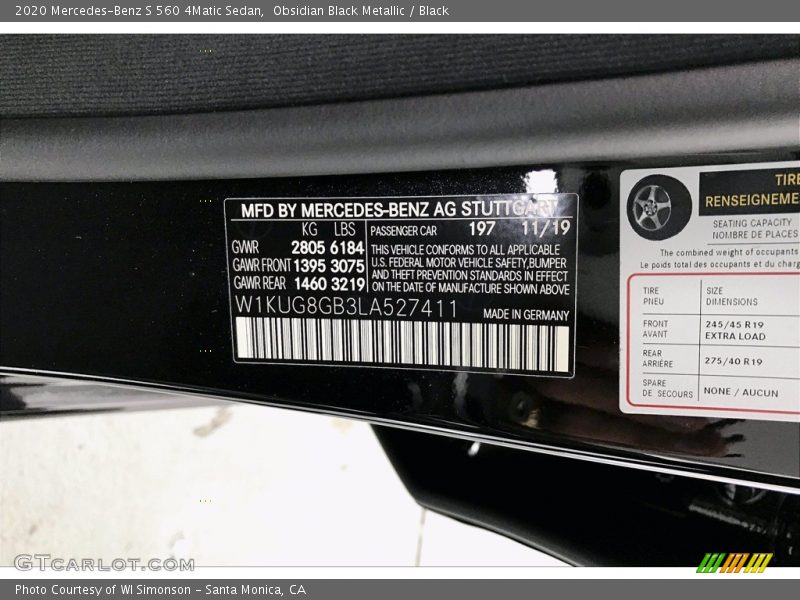 2020 Mercedes-Benz S 560 4Matic Sedan, Obsidian Black Metallic / Black
MFD BY MERCEDES-BENZ AG STUTTGART
KG LBS PASSENGER CAR 197 11/19
GVWR 2805 6184
GAWR FRONT 1395 3075
GAWR REAR 1460 3219
THIS VEHICLE CONFORMS TO ALL APPLICABLE
U.S. FEDERAL MOTOR VEHICLE SAFETY,BUMPER
AND THEFT PREVENTION STANDARDS IN EFFECT
ON THE DATE OF MANUFACTURE SHOWN ABOVE
W1KUG8GB3LA527411 MADE IN GERMANY
TIRE
RENSEIGNEME
SEATING CAPACITY
NOMBRE DE PLACES
The combined weight of occupants
Le poids total des occupants et du charg
TIRE SIZE
PNEU DIMENSIONS
FRONT 245/45 R19
AVANT EXTRA LOAD
REAR
ARRIÈRE 275/40 R19
SPARE
DE SECOURS NONE / AUCUN
GTcarlot.com
Photo Courtesy of WI Simonson - Santa Monica, CA